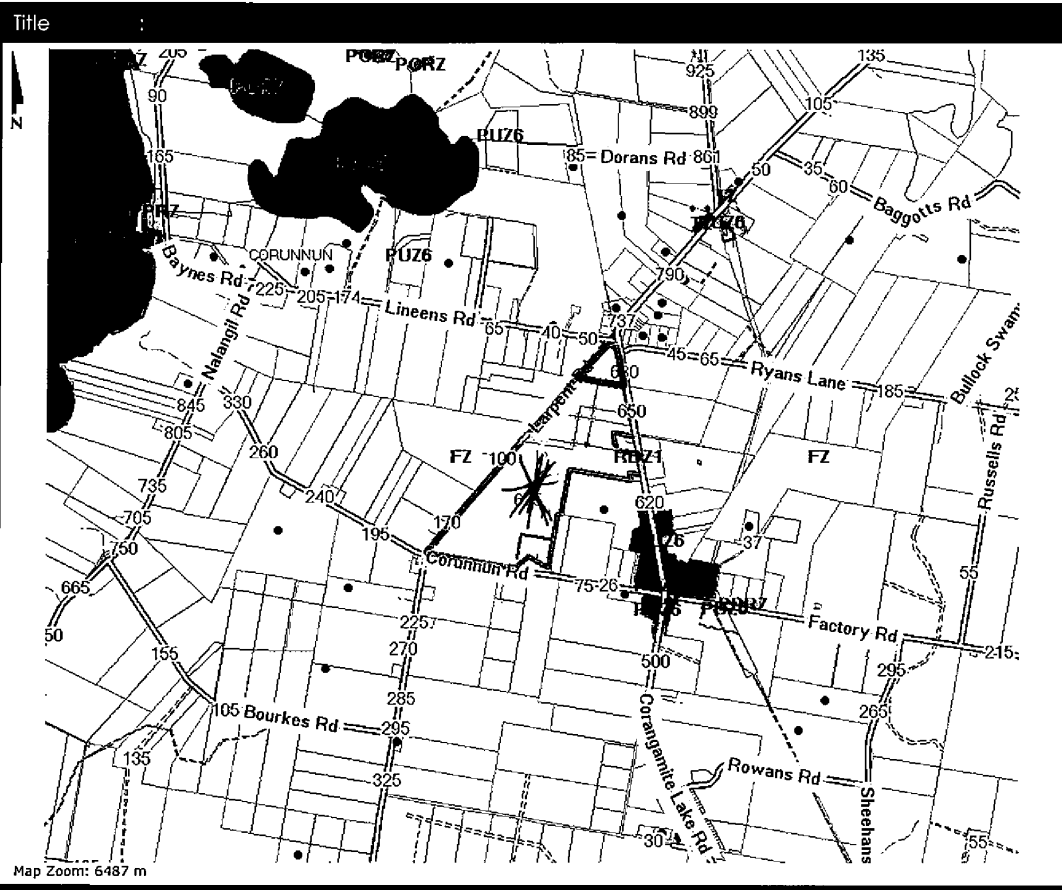 Title :
N
205
90
165
925
899
135
105
PCRZ
PUZ6
85
Dorans Rd
861
50
35
60
Baggotts Rd
CORUNNUN
PUZ6
790
Baynes Rd
225
205
174
Lineens Rd
65
40
50
737
45
65
Ryans Lane
185
Bullock Swam
Nalangil Rd
845
805
735
705
750
665
50
330
260
240
195
170
100
FZ
650
FZ
620
Russells Rd
55
37
Corunnun Rd
75
26
Factory Rd
215
295
265
225
270
285
295
325
155
105
Bourkes Rd
135
500
Corangamite Lake Rd
Rowans Rd
Sheehans
30
55
Map Zoom: 6487 m